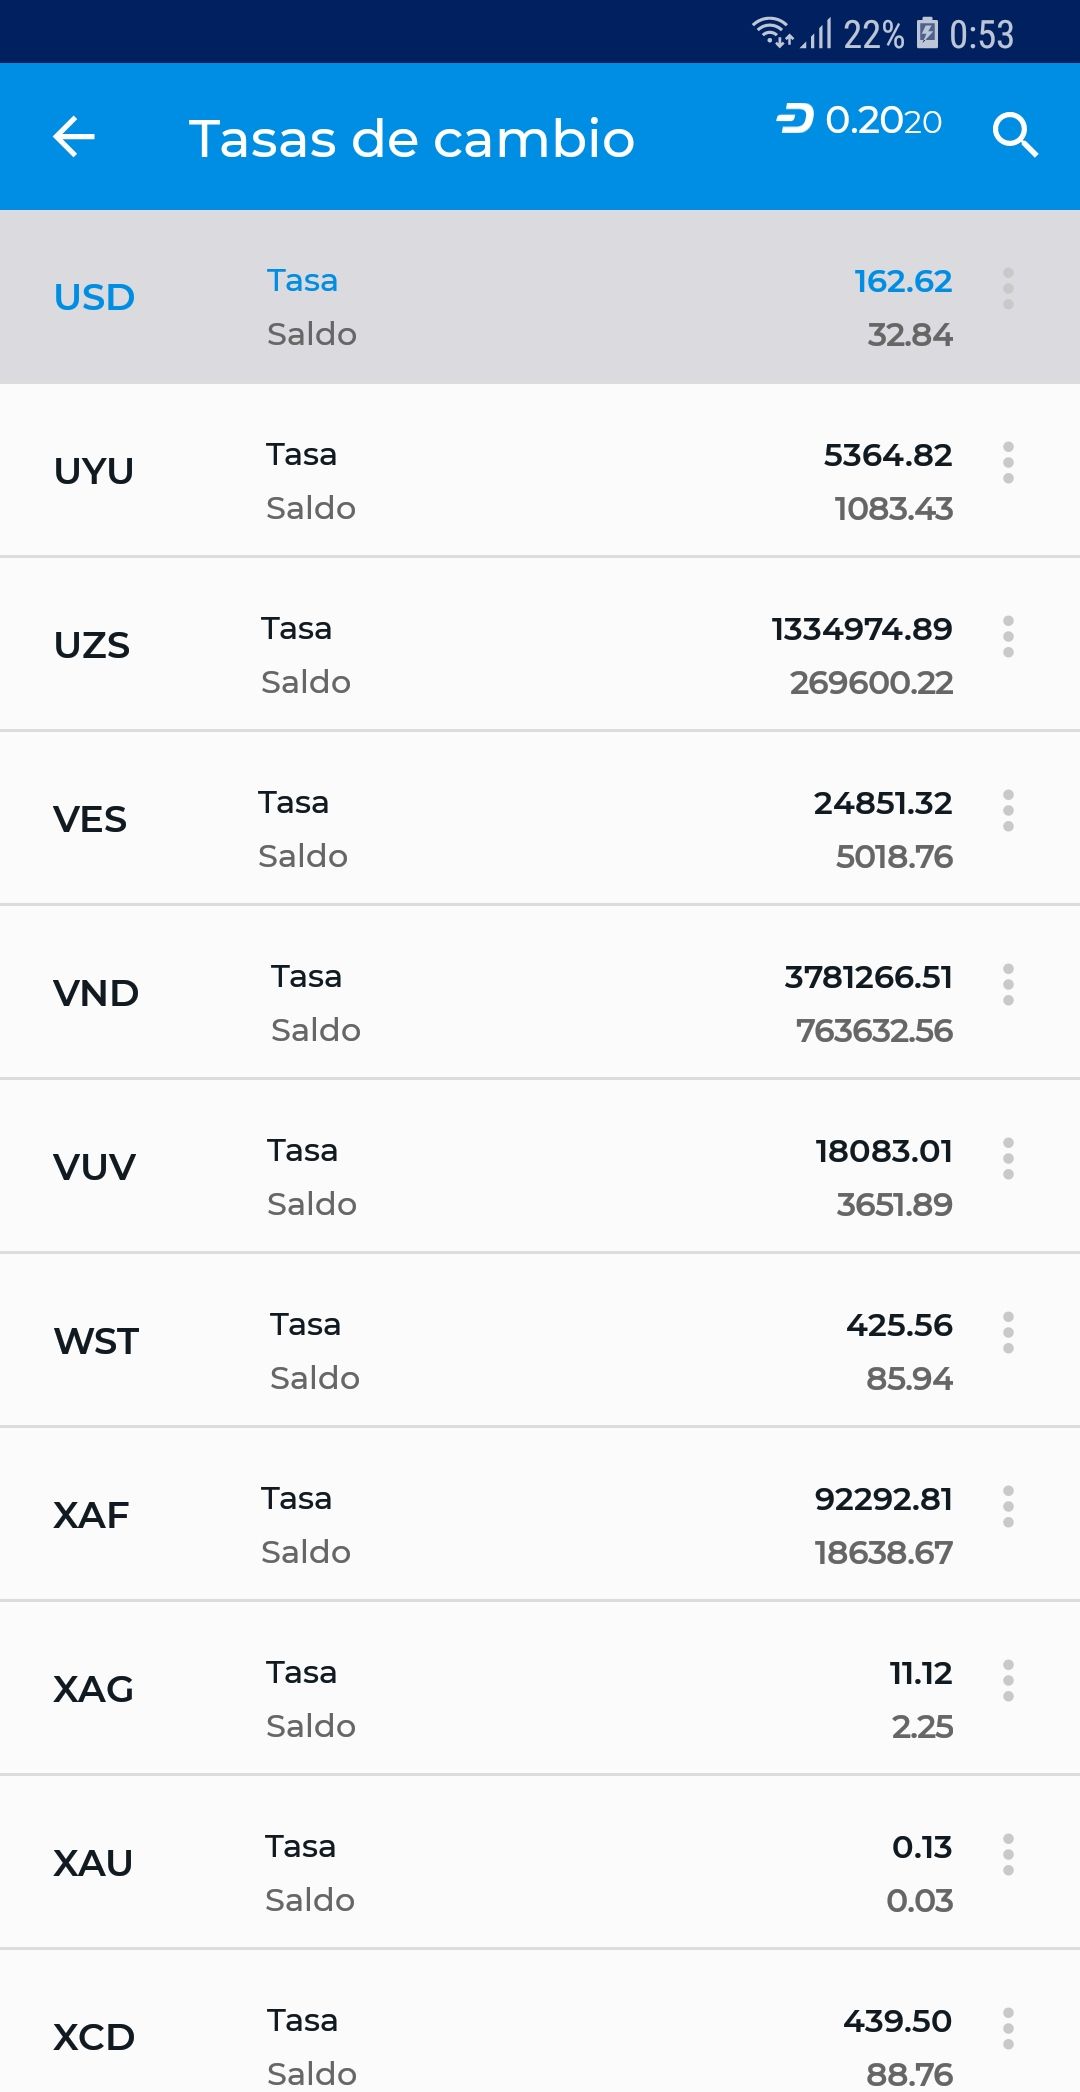 22% 0:53
Tasas de cambio 0.2020
USD Tasa 162.62
Saldo 32.84
UYU Tasa 5364.82
Saldo 1083.43
UZS Tasa 1334974.89
Saldo 269600.22
VES Tasa 24851.32
Saldo 5018.76
VND Tasa 3781266.51
Saldo 763632.56
VUV Tasa 18083.01
Saldo 3651.89
WST Tasa 425.56
Saldo 85.94
XAF Tasa 92292.81
Saldo 18638.67
XAG Tasa 11.12
Saldo 2.25
XAU Tasa 0.13
Saldo 0.03
XCD Tasa 439.50
Saldo 88.76